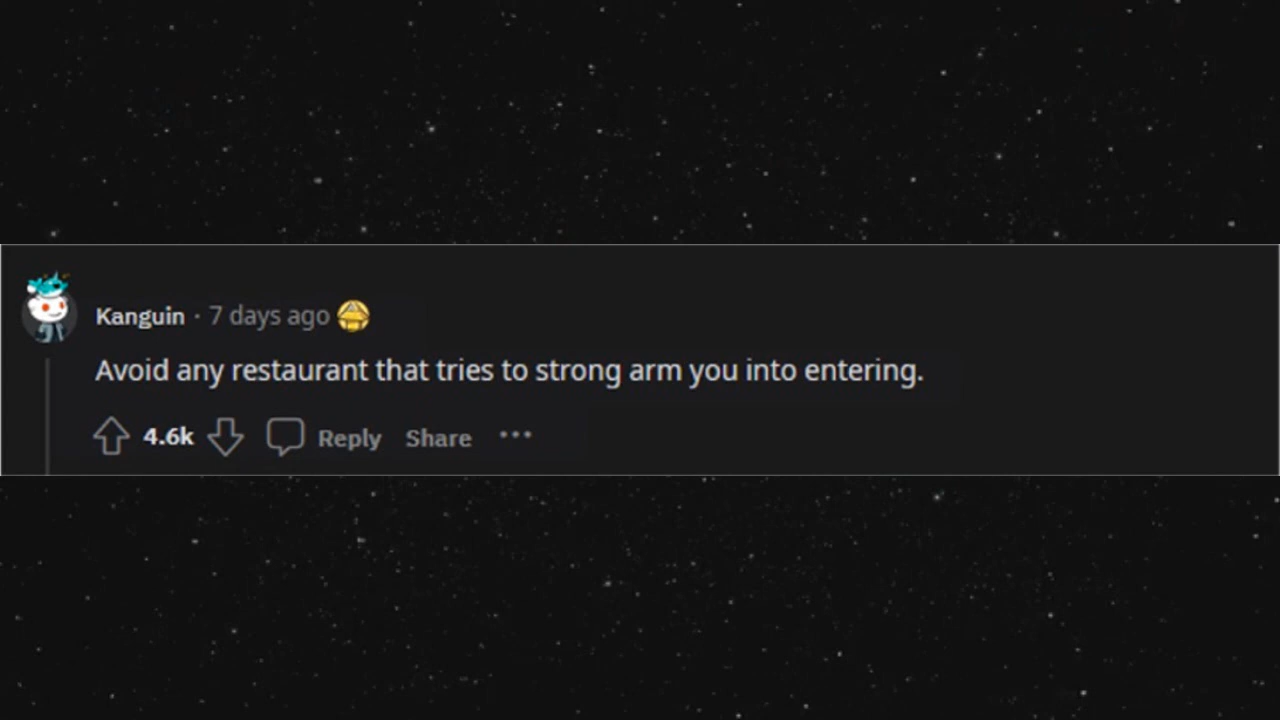 Kanguin · 7 days ago
Avoid any restaurant that tries to strong arm you into entering.
4.6k Reply Share ···